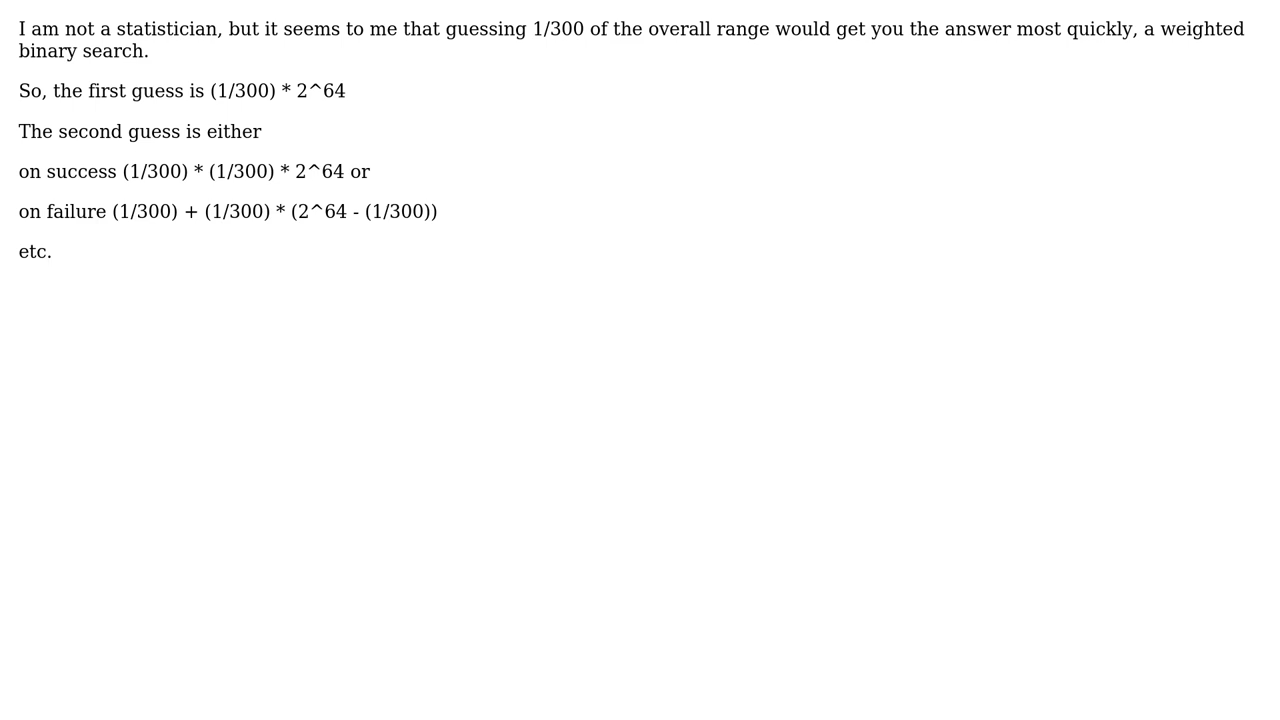 I am not a statistician, but it seems to me that guessing 1/300 of the overall range would get you the answer most quickly, a weighted
binary search.
So, the first guess is (1/300) * 2^64
The second guess is either
on success (1/300) * (1/300) * 2^64 or
on failure (1/300) + (1/300) * (2^64 - (1/300))
etc.